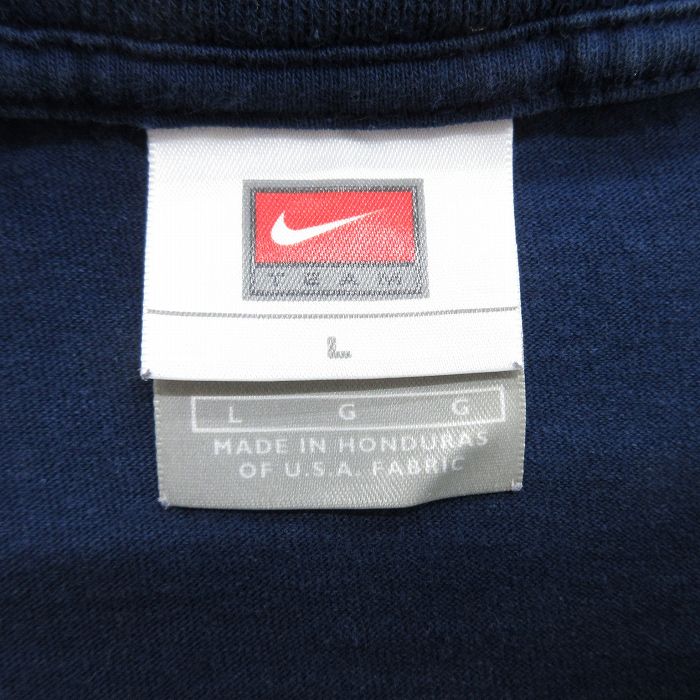 TEAM
L
L G G
MADE IN HONDURAS
OF U.S.A. FABRIC